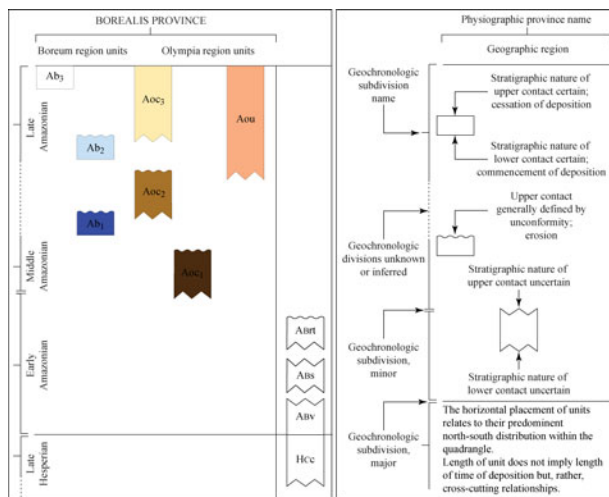 BOREALIS PROVINCE
Boreum region units
Olympia region units
Late
Amazonian
Middle
Amazonian
Early
Amazonian
Late
Hesperian
Ab3
Ab2
Ab1
Aoc3
Aoc2
Aoc1
Aou
ABrt
ABs
ABv
HCc
Physiographic province name
Geographic region
Geochronologic
subdivision
name
Stratigraphic nature of
upper contact certain;
cessation of deposition
Stratigraphic nature of
lower contact certain;
commencement of deposition
Upper contact
generally defined by
unconformity;
erosion
Geochronologic
divisions unknown
or inferred
Stratigraphic nature of
upper contact uncertain
Geochronologic
subdivision,
minor
Stratigraphic nature of
lower contact uncertain
Geochronologic
subdivision,
major
The horizontal placement of units
relates to their predominant
north-south distribution within the
quadrangle.
Length of unit does not imply length
of time of deposition but, rather,
cross-cutting relationships.